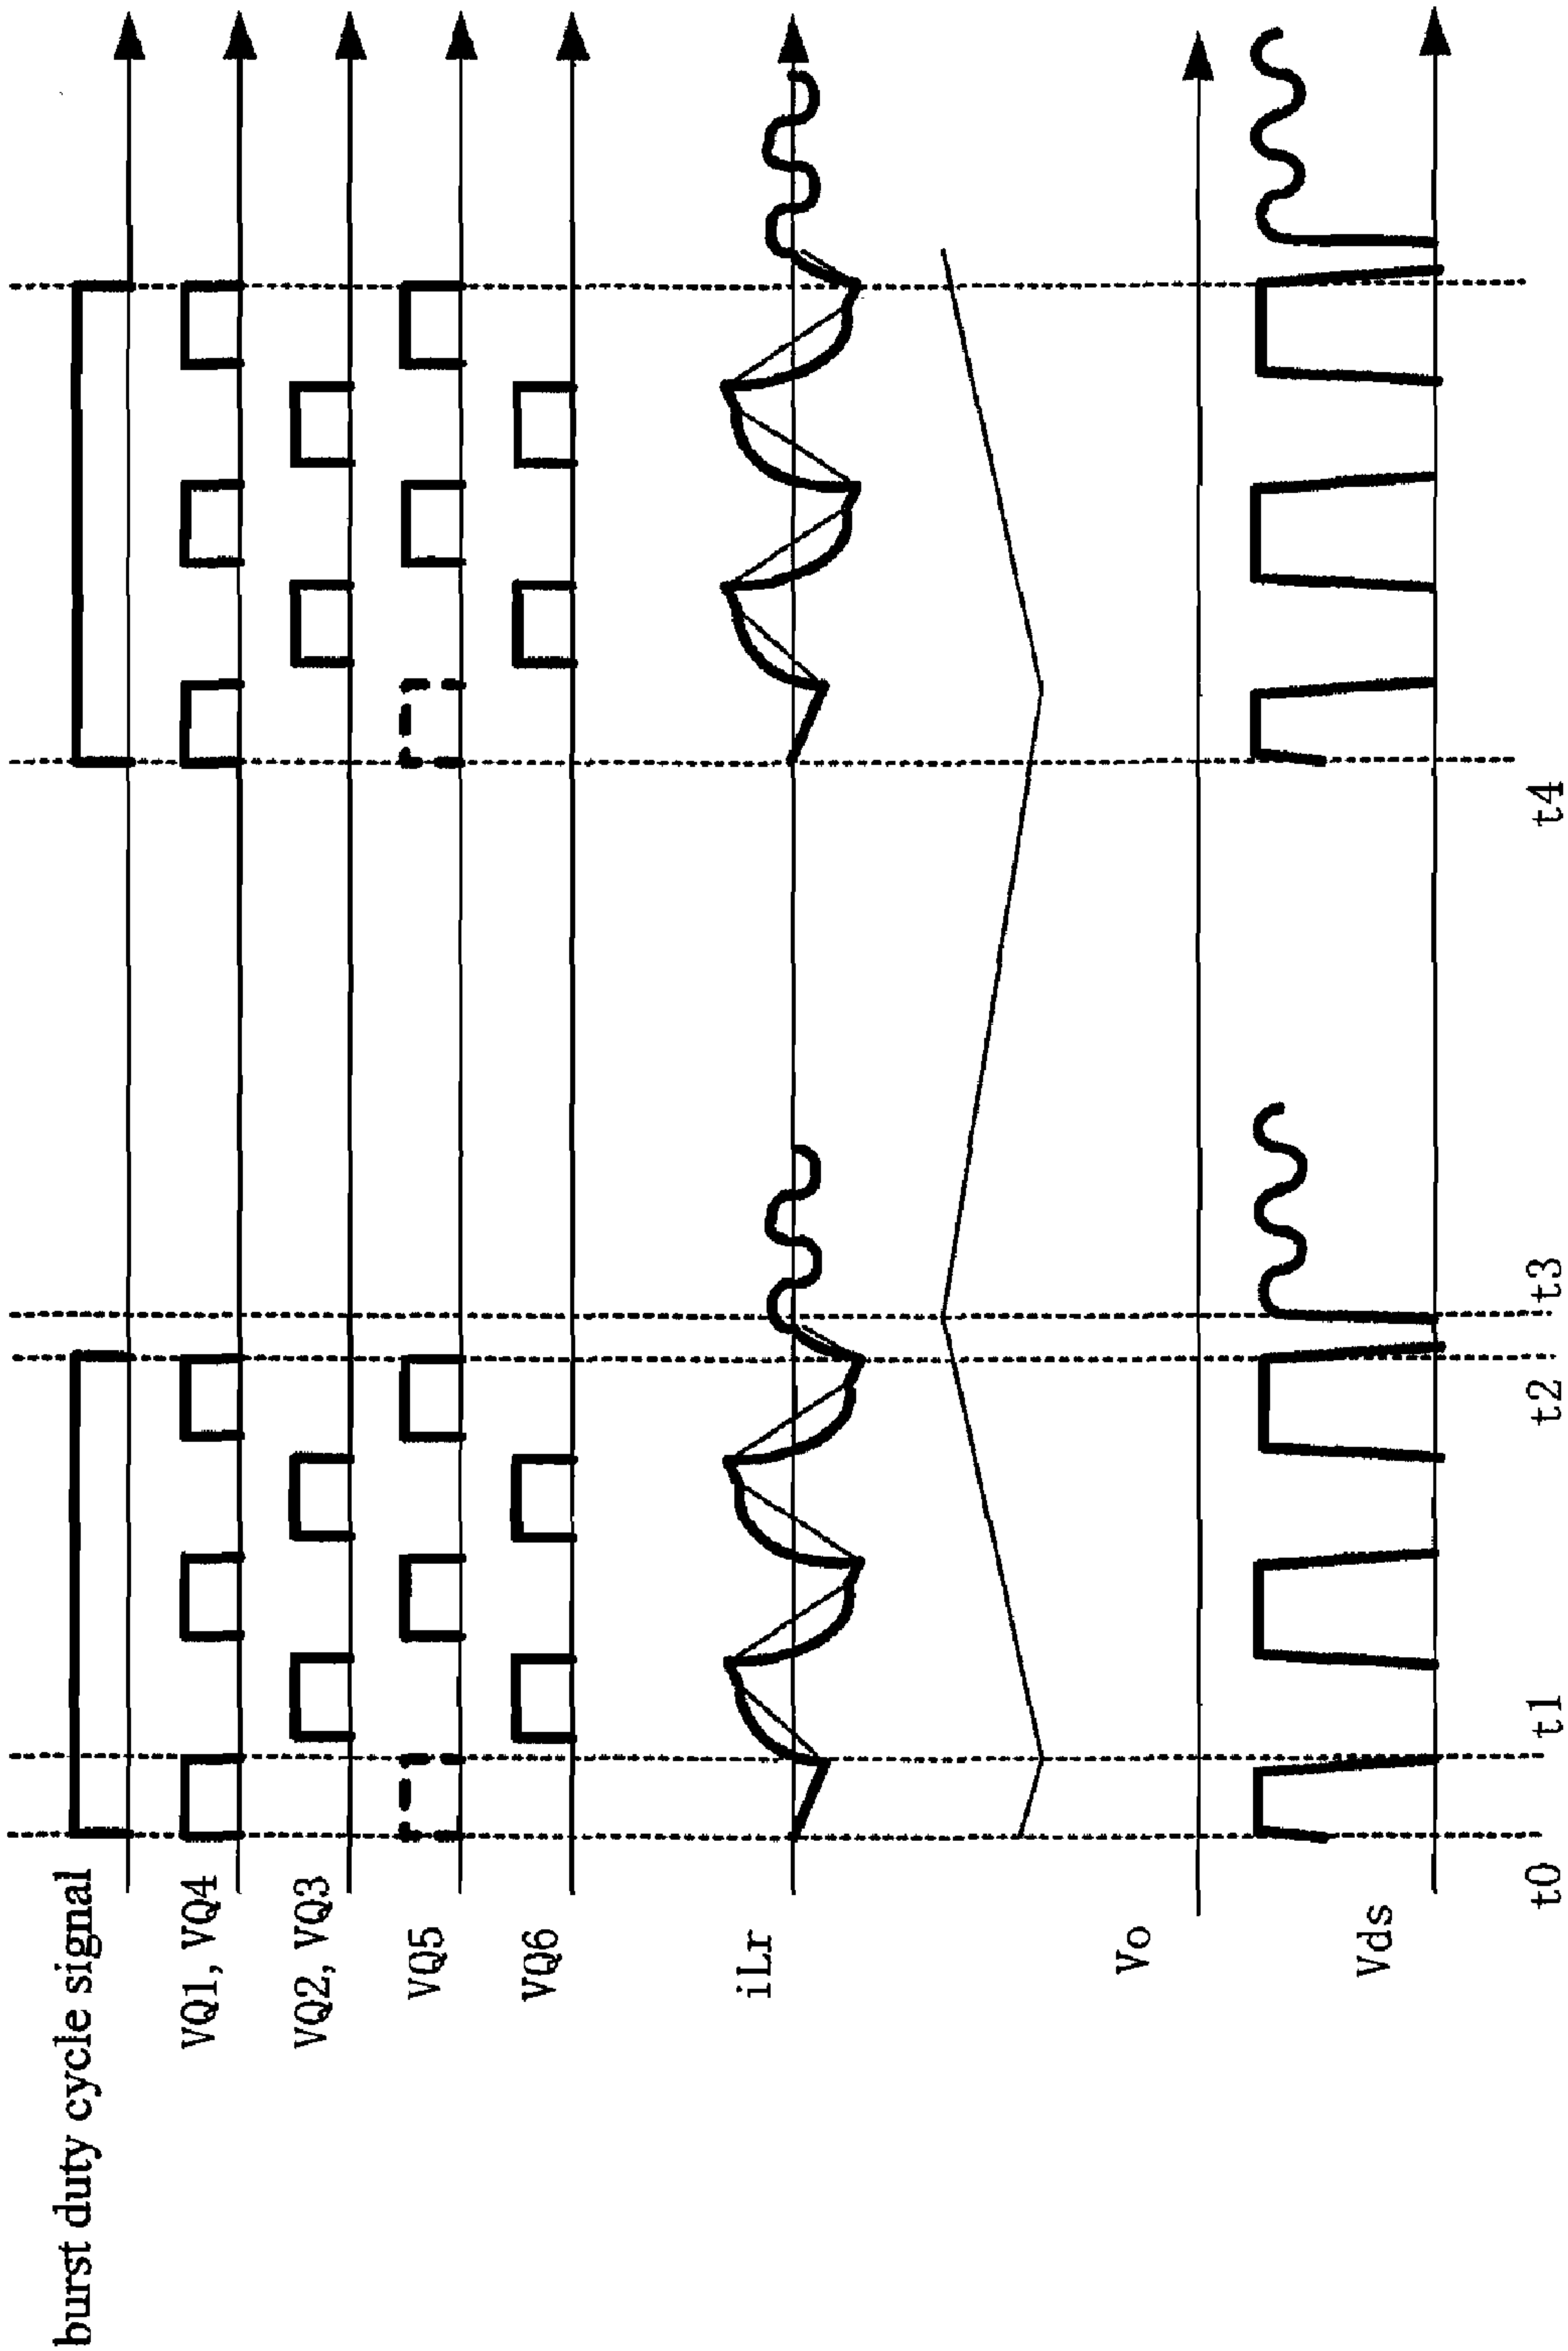 burst duty cycle signal
VQ1, VQ4
VQ2, VQ3
VQ5
VQ6
iLr
Vo
Vds
t0
t1
t2
t3
t4